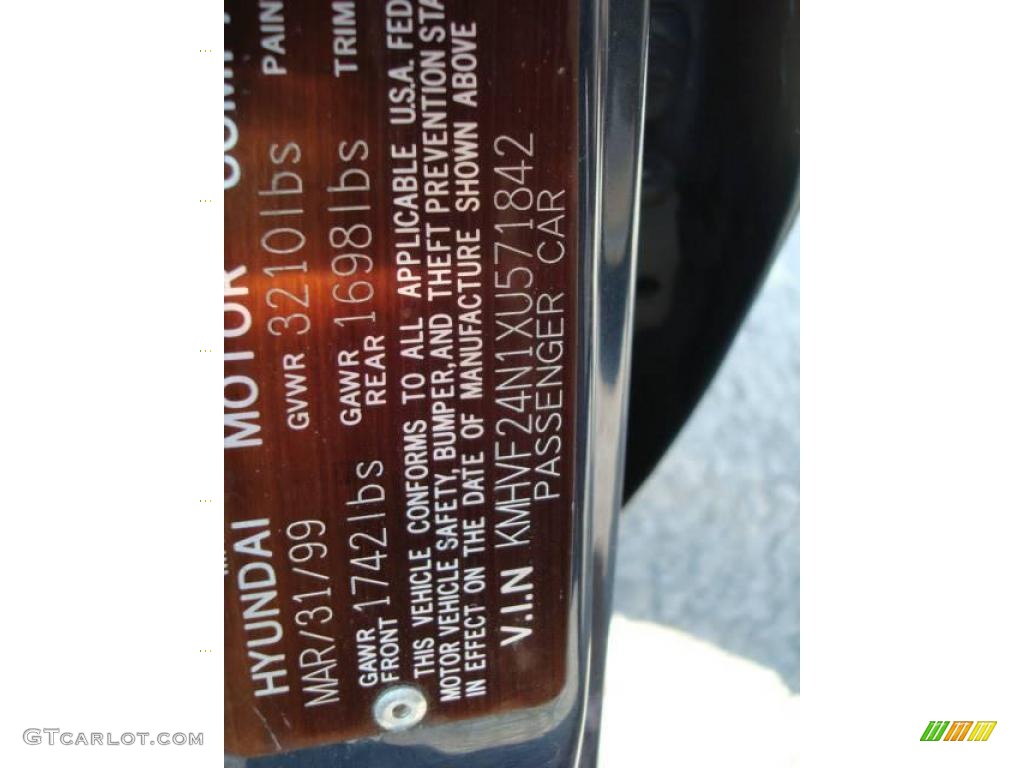 HYUNDAI MOTOR
MAR/31/99 GVWR 3210lbs PAIN
GAWR FRONT 1742lbs GAWR REAR 1698lbs TRIM
THIS VEHICLE CONFORMS TO ALL APPLICABLE U.S.A. FED
MOTOR VEHICLE SAFETY, BUMPER,AND THEFT PREVENTION STA
IN EFFECT ON THE DATE OF MANUFACTURE SHOWN ABOVE
V.I.N KMHVF24N1XU571842
PASSENGER CAR
GTCARLOT.COM